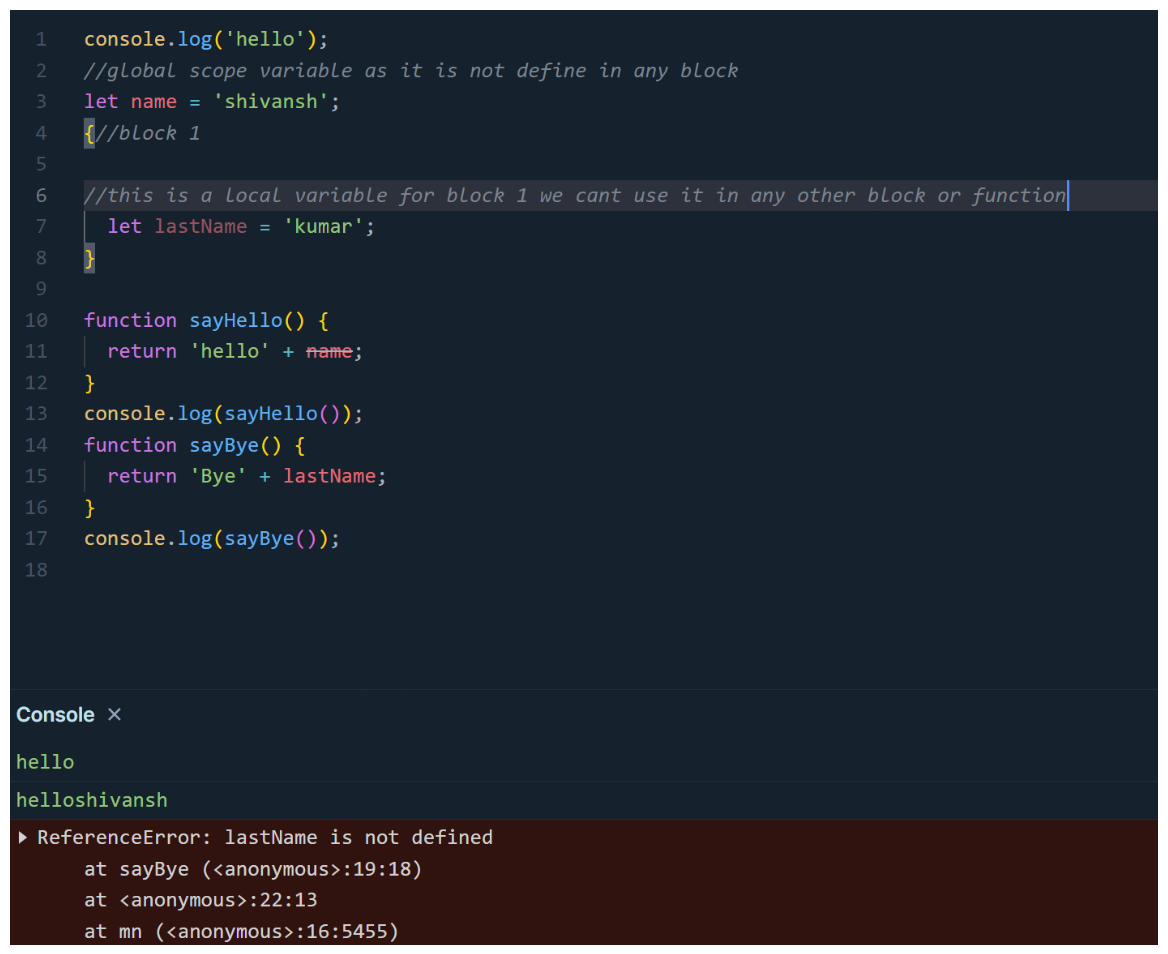 1 console.log('hello');
2 //global scope variable as it is not define in any block
3 let name = 'shivansh';
4 {//block 1
5
6 //this is a local variable for block 1 we cant use it in any other block or function
7 let lastName = 'kumar';
8 }
9
10 function sayHello() {
11 return 'hello' + name;
12 }
13 console.log(sayHello());
14 function sayBye() {
15 return 'Bye' + lastName;
16 }
17 console.log(sayBye());
18
Console ×
hello
helloshivansh
ReferenceError: lastName is not defined
at sayBye (<anonymous>:19:18)
at <anonymous>:22:13
at mn (<anonymous>:16:5455)